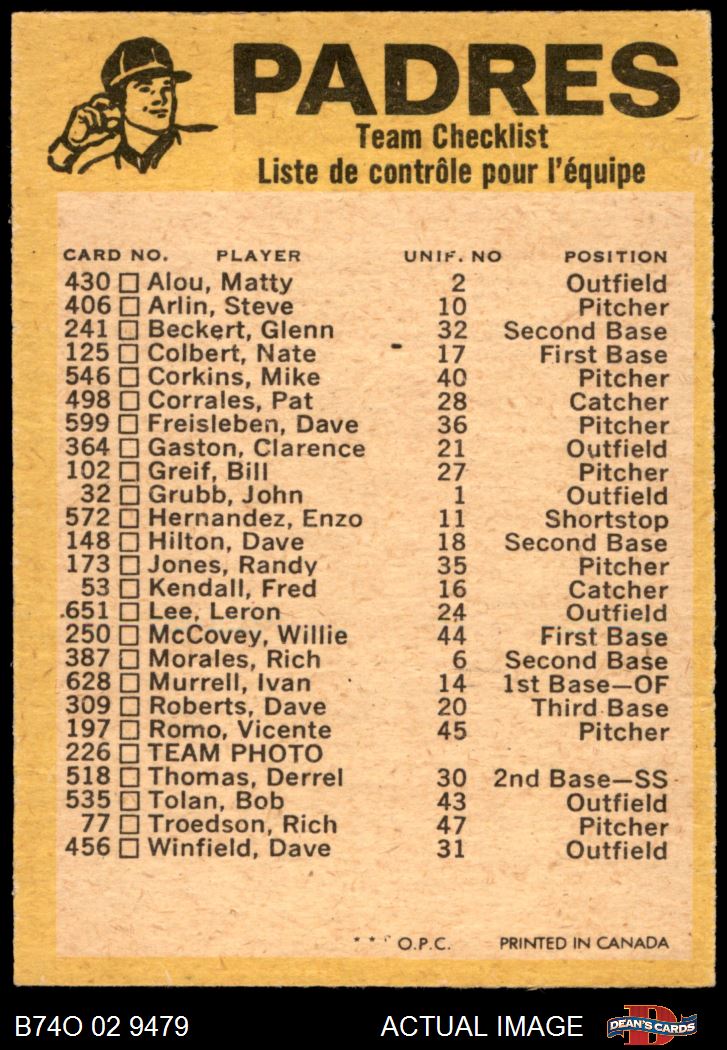 PADRES
Team Checklist
Liste de contrôle pour l'équipe
CARD NO. PLAYER UNIF. NO POSITION
430 □ Alou, Matty 2 Outfield
406 □ Arlin, Steve 10 Pitcher
241 □ Beckert, Glenn 32 Second Base
125 □ Colbert, Nate 17 First Base
546 □ Corkins, Mike 40 Pitcher
498 □ Corrales, Pat 28 Catcher
599 □ Freisleben, Dave 36 Pitcher
364 □ Gaston, Clarence 21 Outfield
102 □ Greif, Bill 27 Pitcher
32 □ Grubb, John 1 Outfield
572 □ Hernandez, Enzo 11 Shortstop
148 □ Hilton, Dave 18 Second Base
173 □ Jones, Randy 35 Pitcher
53 □ Kendall, Fred 16 Catcher
651 □ Lee, Leron 24 Outfield
250 □ McCovey, Willie 44 First Base
387 □ Morales, Rich 6 Second Base
628 □ Murrell, Ivan 14 1st Base—OF
309 □ Roberts, Dave 20 Third Base
197 □ Romo, Vicente 45 Pitcher
226 □ TEAM PHOTO
518 □ Thomas, Derrel 30 2nd Base—SS
535 □ Tolan, Bob 43 Outfield
77 □ Troedson, Rich 47 Pitcher
456 □ Winfield, Dave 31 Outfield
* * * O.P.C. PRINTED IN CANADA
B74O 02 9479 ACTUAL IMAGE DEAN'S CARDS